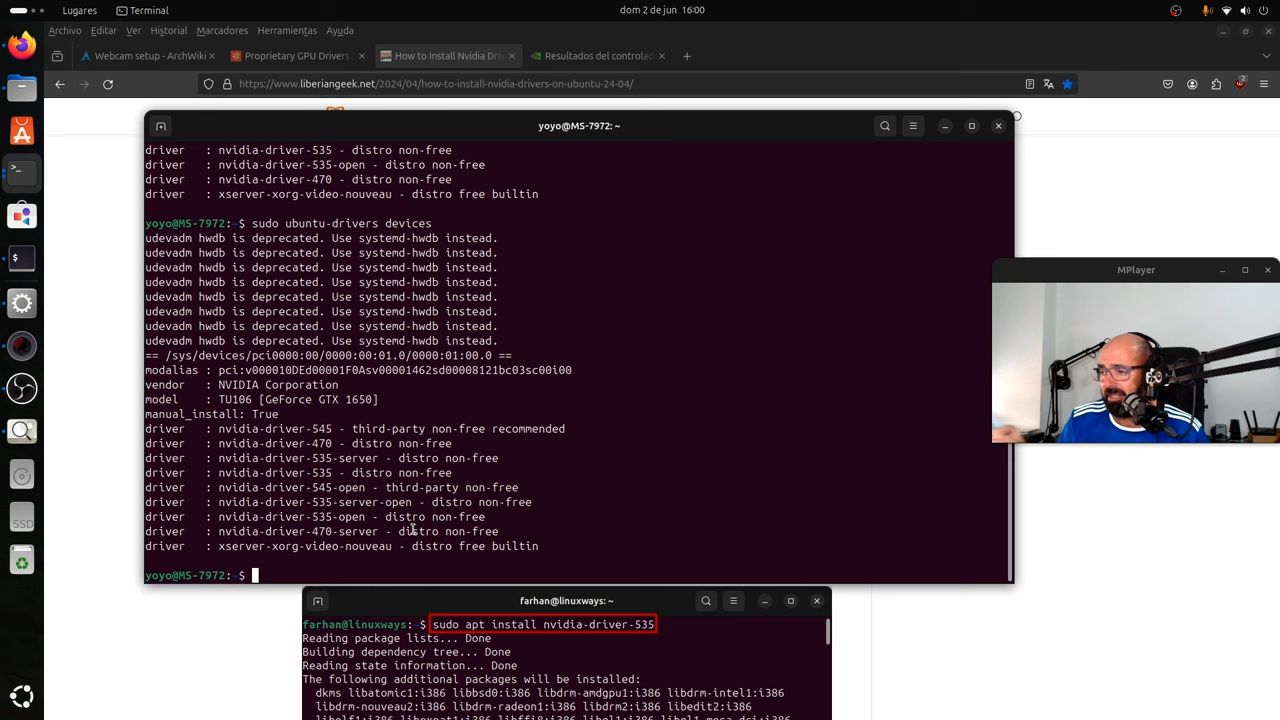 Lugares
Terminal
dom 2 de jun 16:00
Archivo Editar Ver Historial Marcadores Herramientas Ayuda
Webcam setup - ArchWiki
Proprietary GPU Drivers
How to Install Nvidia Dri
Resultados del controlad
https://www.liberiangeek.net/2024/04/how-to-install-nvidia-drivers-on-ubuntu-24-04/
2
yoyo@MS-7972: ~
driver : nvidia-driver-535 - distro non-free
driver : nvidia-driver-535-open - distro non-free
driver : nvidia-driver-470 - distro non-free
driver : xserver-xorg-video-nouveau - distro free builtin
yoyo@MS-7972:~$ sudo ubuntu-drivers devices
udevadm hwdb is deprecated. Use systemd-hwdb instead.
udevadm hwdb is deprecated. Use systemd-hwdb instead.
udevadm hwdb is deprecated. Use systemd-hwdb instead.
udevadm hwdb is deprecated. Use systemd-hwdb instead.
udevadm hwdb is deprecated. Use systemd-hwdb instead.
udevadm hwdb is deprecated. Use systemd-hwdb instead.
udevadm hwdb is deprecated. Use systemd-hwdb instead.
udevadm hwdb is deprecated. Use systemd-hwdb instead.
== /sys/devices/pci0000:00/0000:00:01.0/0000:01:00.0 ==
modalias : pci:v000010DEd00001F0Asv00001462sd00008121bc03sc00i00
vendor : NVIDIA Corporation
model : TU106 [GeForce GTX 1650]
manual_install: True
driver : nvidia-driver-545 - third-party non-free recommended
driver : nvidia-driver-470 - distro non-free
driver : nvidia-driver-535-server - distro non-free
driver : nvidia-driver-535 - distro non-free
driver : nvidia-driver-545-open - third-party non-free
driver : nvidia-driver-535-server-open - distro non-free
driver : nvidia-driver-535-open - distro non-free
driver : nvidia-driver-470-server - distro non-free
driver : xserver-xorg-video-nouveau - distro free builtin
yoyo@MS-7972:~$
MPlayer
SSD
farhan@linuxways: ~
farhan@linuxways:~$ sudo apt install nvidia-driver-535
Reading package lists... Done
Building dependency tree... Done
Reading state information... Done
The following additional packages will be installed:
dkms libatomic1:i386 libbsd0:i386 libdrm-amdgpu1:i386 libdrm-intel1:i386
libdrm-nouveau2:i386 libdrm-radeon1:i386 libdrm2:i386 libedit2:i386